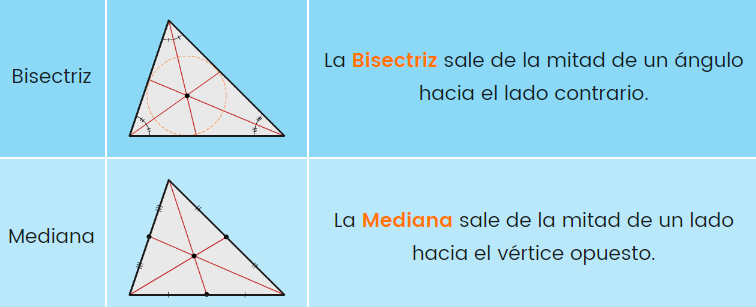 Bisectriz
La Bisectriz sale de la mitad de un ángulo
hacia el lado contrario.
Mediana
La Mediana sale de la mitad de un lado
hacia el vértice opuesto.